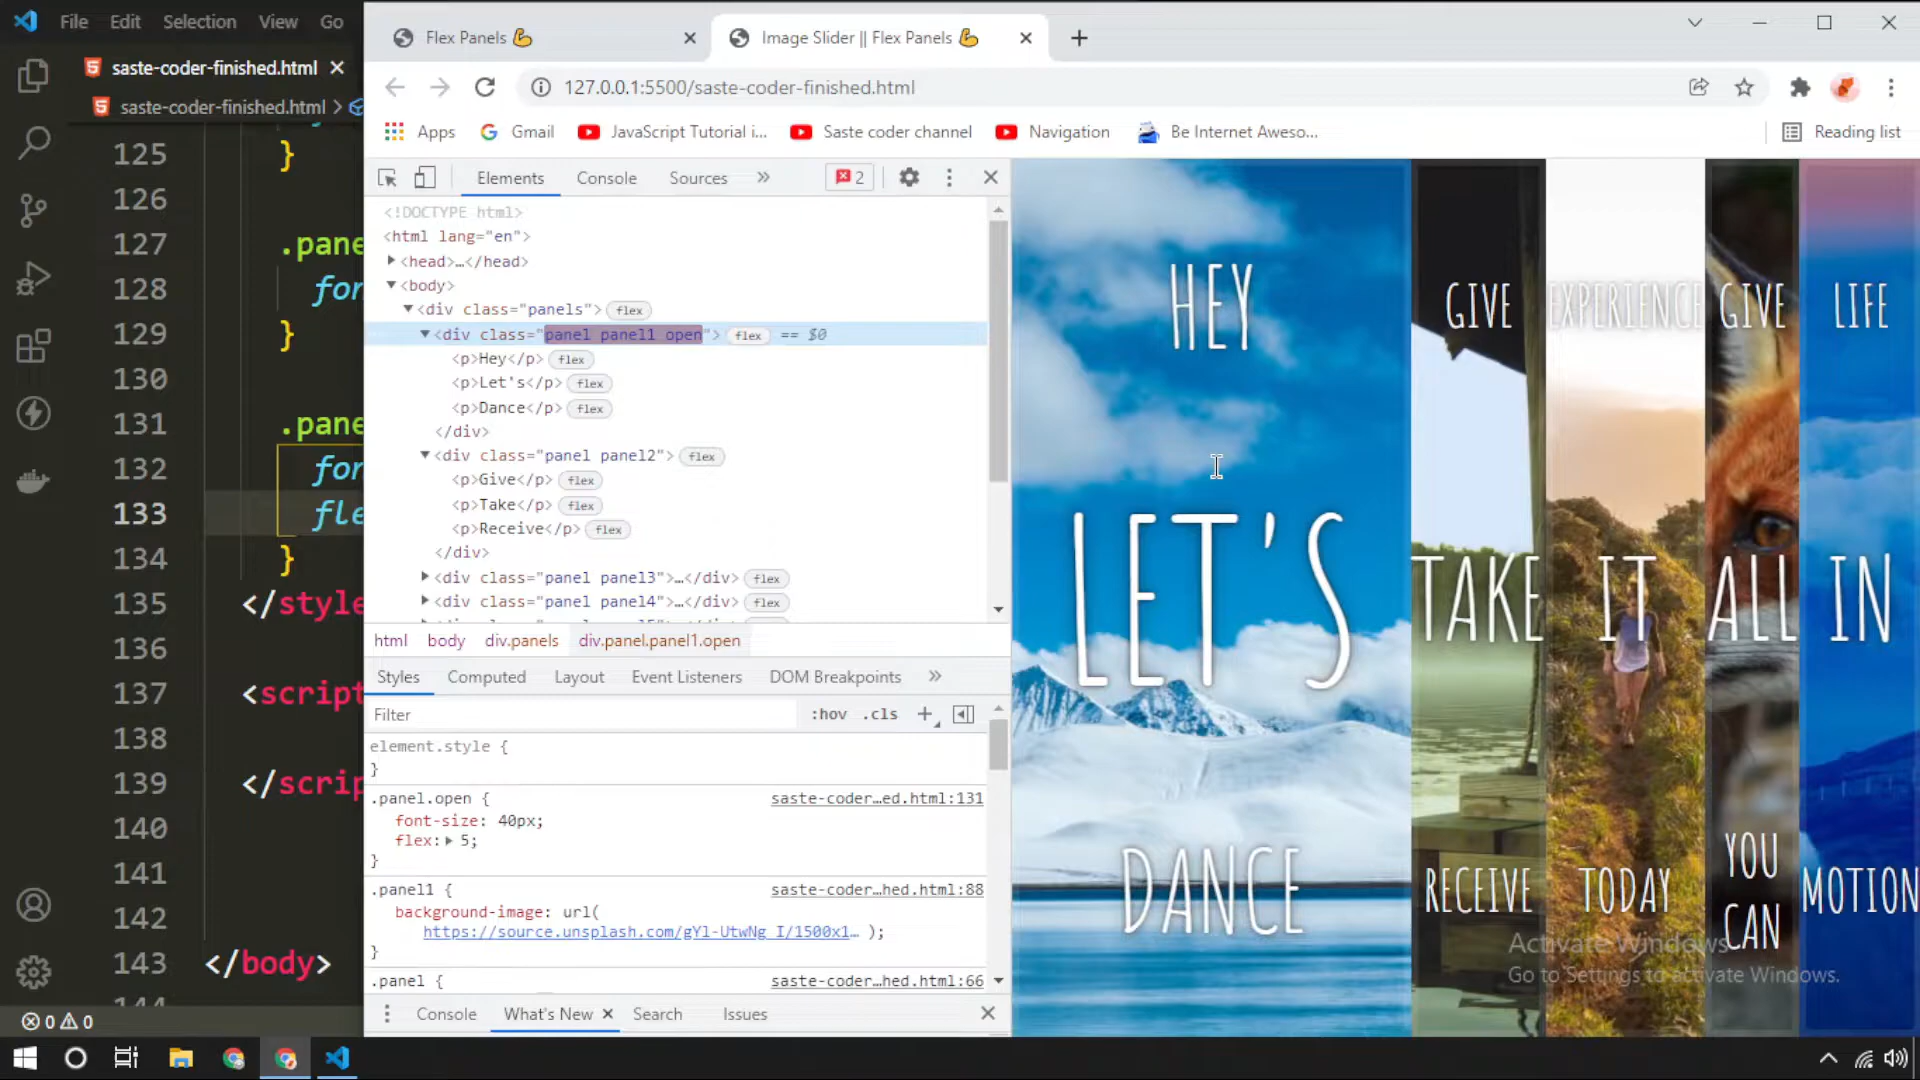 File Edit Selection View Go
saste-coder-finished.html
saste-coder-finished.html >
125 }
126
127 .pane
128 for
129 }
130
131 .pane
132 for
133 fle
134 }
135 </style
136
137 <script
138
139 </scrip
140
141
142
143 </body>
144
0 0
Flex Panels
Image Slider || Flex Panels
127.0.0.1:5500/saste-coder-finished.html
Apps Gmail JavaScript Tutorial i... Saste coder channel Navigation Be Internet Aweso... Reading list
Elements Console Sources » 2
<!DOCTYPE html>
<html lang="en">
<head>…</head>
<body>
<div class="panels"> flex
<div class="panel panel1 open"> flex == $0
<p>Hey</p> flex
<p>Let's</p> flex
<p>Dance</p> flex
</div>
<div class="panel panel2"> flex
<p>Give</p> flex
<p>Take</p> flex
<p>Receive</p> flex
</div>
<div class="panel panel3">…</div> flex
<div class="panel panel4">…</div> flex
html body div.panels div.panel.panel1.open
Styles Computed Layout Event Listeners DOM Breakpoints »
Filter :hov .cls +
element.style {
}
.panel.open { saste-coder…ed.html:131
font-size: 40px;
flex: 5;
}
.panel1 { saste-coder…hed.html:88
background-image: url(
https://source.unsplash.com/gYl-UtwNg_I/1500x1… );
}
.panel { saste-coder…hed.html:66
Console What's New Search Issues
HEY
LET'S
DANCE
GIVE
TAKE
RECEIVE
EXPERIENCE
IT
TODAY
GIVE
ALL
YOU
CAN
LIFE
IN
MOTION
Activate Windows
Go to Settings to activate Windows.